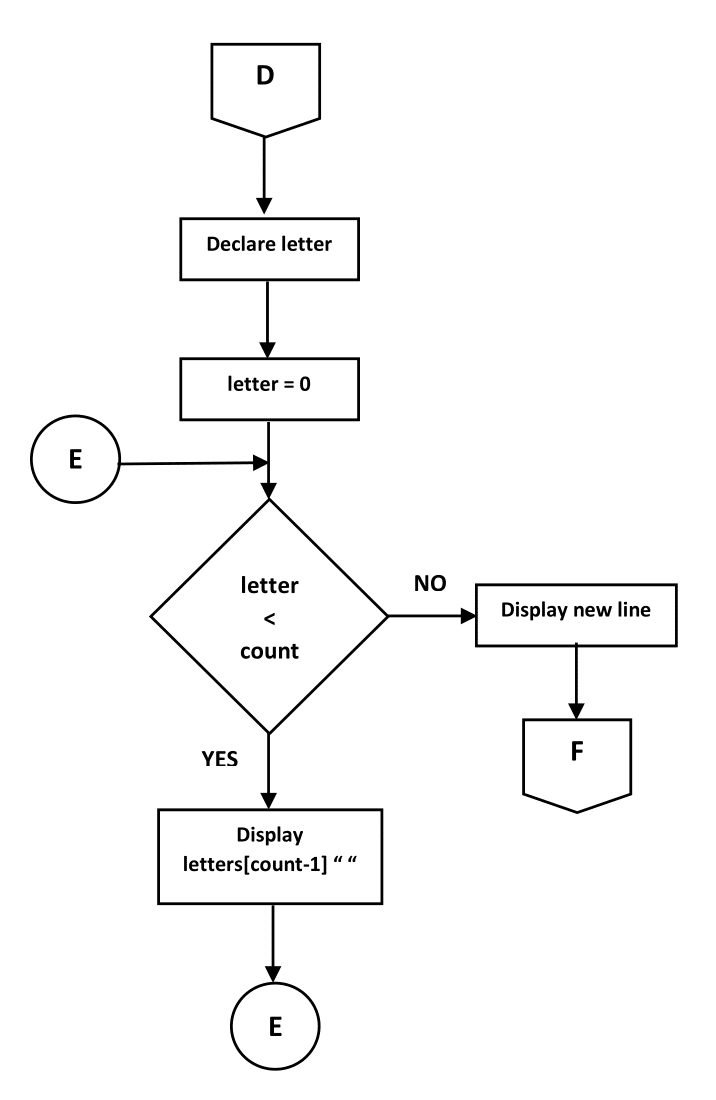 D
Declare letter
letter = 0
E
letter
<
count
NO
Display new line
F
YES
Display
letters[count-1] “ “
E